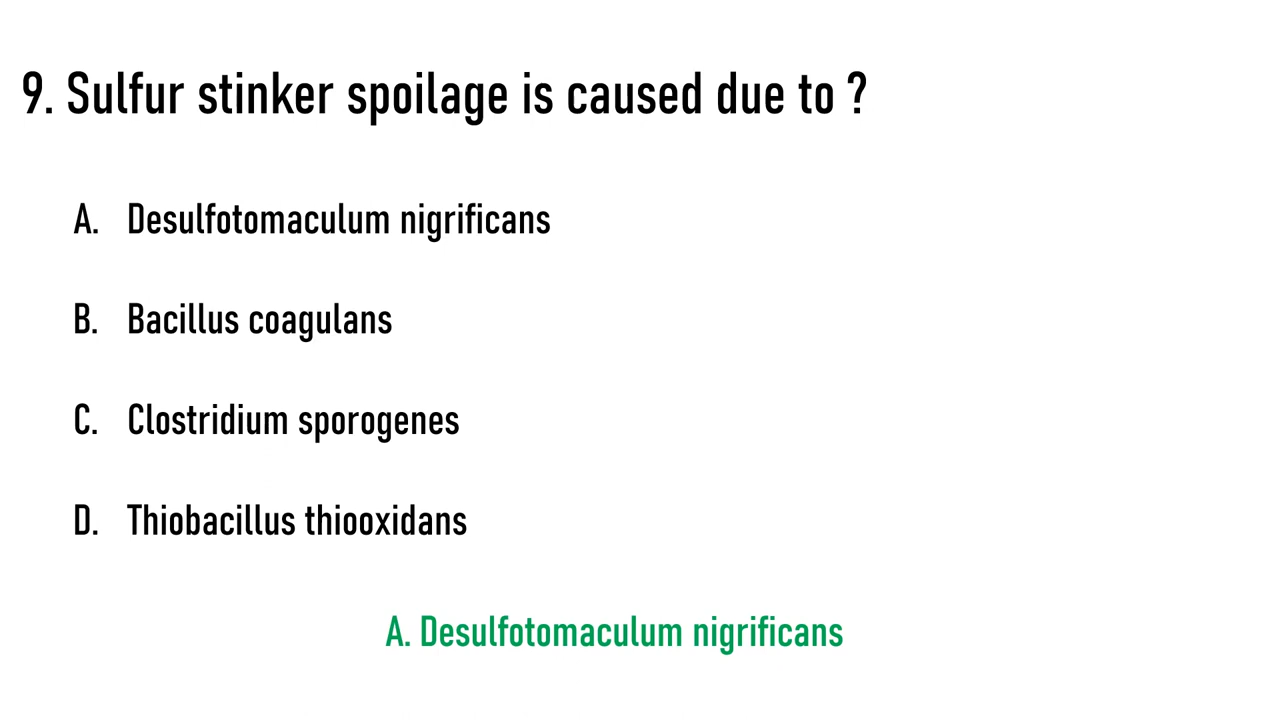 9. Sulfur stinker spoilage is caused due to ?
A. Desulfotomaculum nigrificans
B. Bacillus coagulans
C. Clostridium sporogenes
D. Thiobacillus thiooxidans
A. Desulfotomaculum nigrificans